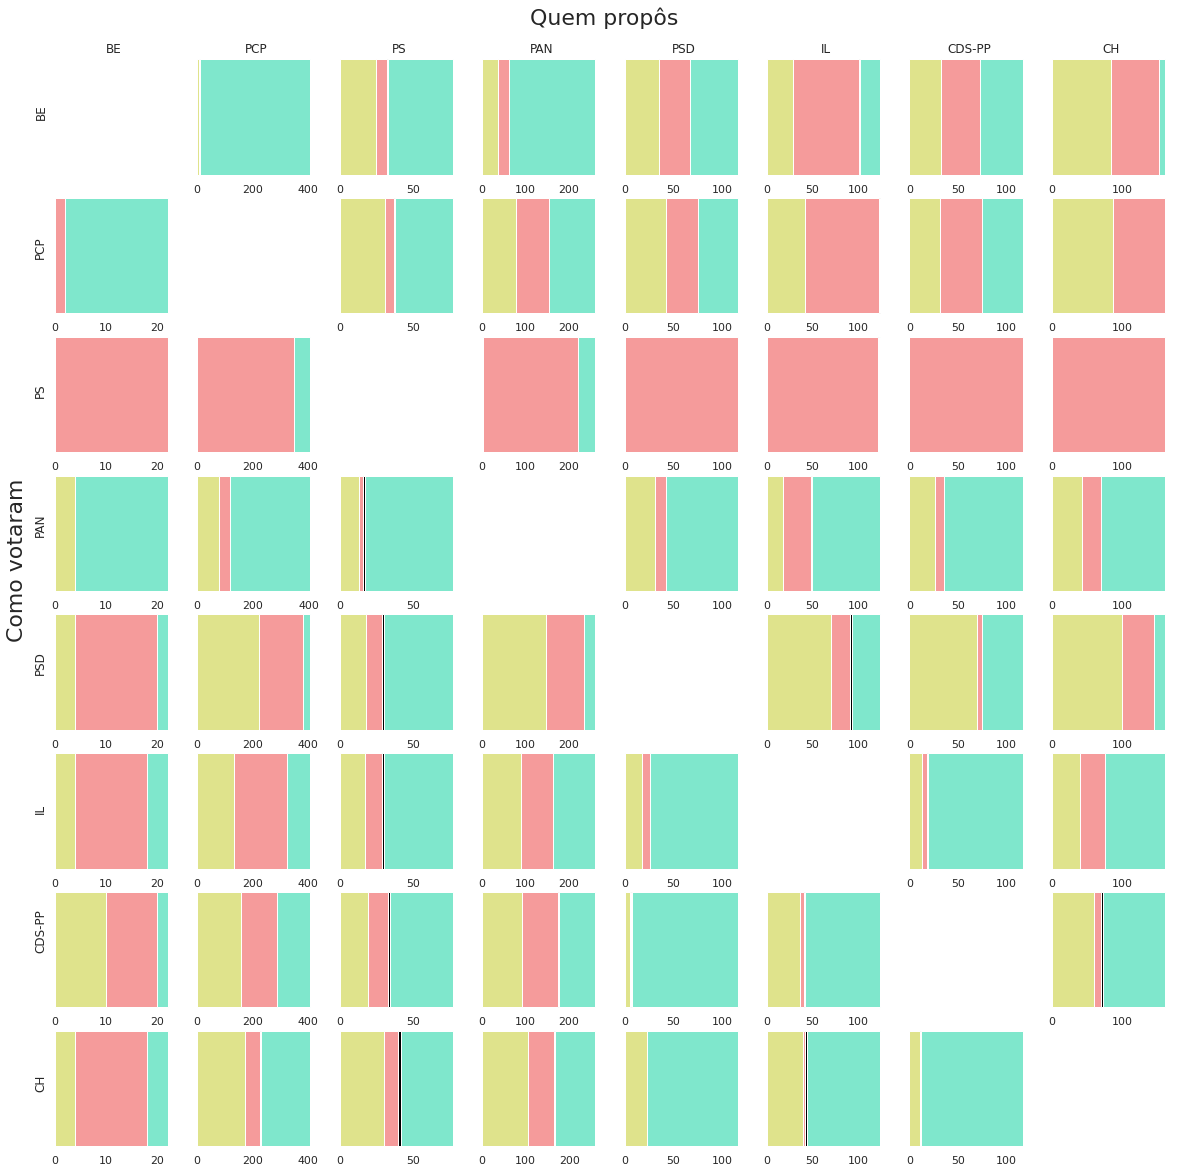 Quem propôs
BE PCP PS PAN PSD IL CDS-PP CH
BE
0 200 400 0 50 0 100 200 0 50 100 0 50 100 0 50 100 0 100
PCP
0 10 20 0 50 0 100 200 0 50 100 0 50 100 0 50 100 0 100
PS
0 10 20 0 200 400 0 100 200 0 50 100 0 50 100 0 50 100 0 100
Como votaram
PAN
0 10 20 0 200 400 0 50 0 50 100 0 50 100 0 50 100 0 100
PSD
0 10 20 0 200 400 0 50 0 100 200 0 50 100 0 50 100 0 100
IL
0 10 20 0 200 400 0 50 0 100 200 0 50 100 0 50 100 0 100
CDS-PP
0 10 20 0 200 400 0 50 0 100 200 0 50 100 0 50 100 0 100
CH
0 10 20 0 200 400 0 50 0 100 200 0 50 100 0 50 100 0 50 100